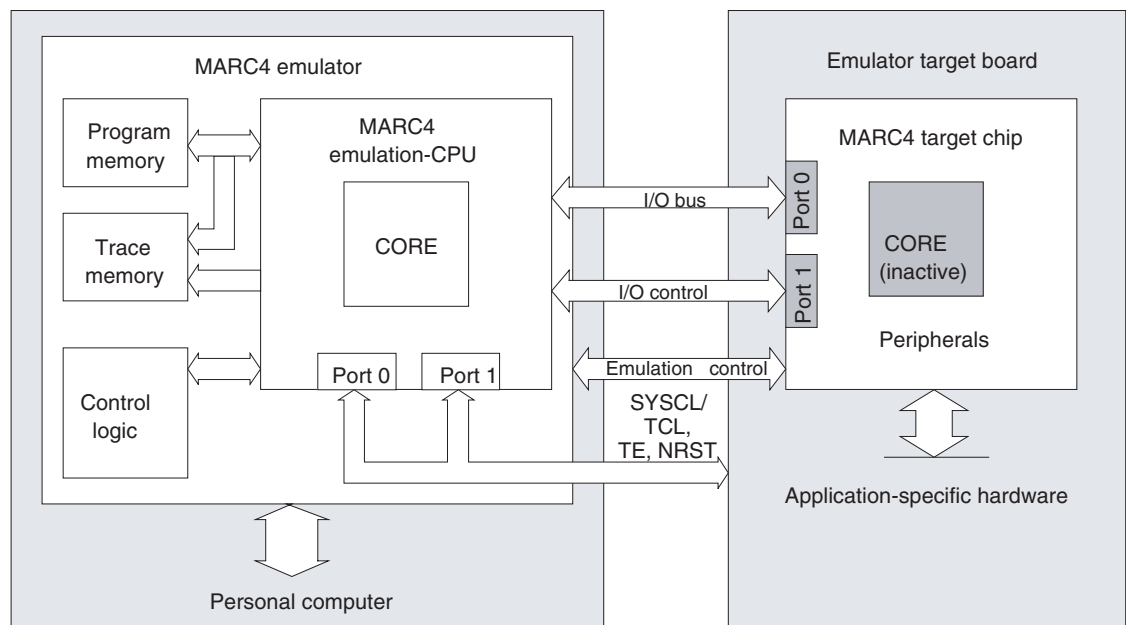 MARC4 emulator
Program
memory
Trace
memory
Control
logic
MARC4
emulation-CPU
CORE
Port 0
Port 1
Personal computer
I/O bus
I/O control
Emulation control
SYSCL/
TCL,
TE, NRST
Emulator target board
MARC4 target chip
Port 0
Port 1
CORE
(inactive)
Peripherals
Application-specific hardware